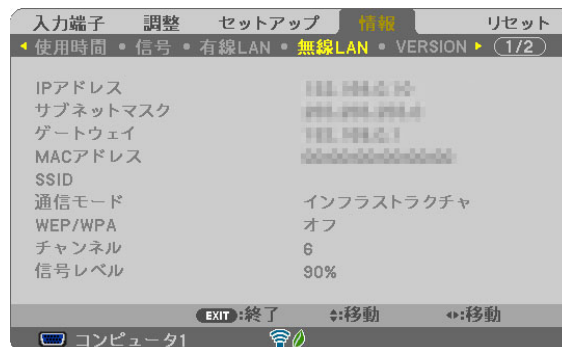 入力端子 調整 セットアップ 情報 リセット
使用時間 • 信号 • 有線LAN • 無線LAN • VERSION 1/2
IPアドレス
サブネットマスク
ゲートウェイ
MACアドレス
SSID
通信モード インフラストラクチャ
WEP/WPA オフ
チャンネル 6
信号レベル 90%
EXIT:終了 :移動 :移動
コンピュータ1